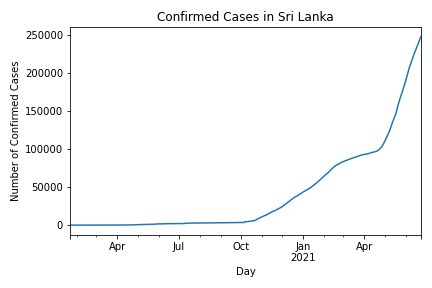 Confirmed Cases in Sri Lanka
250000
200000
150000
100000
50000
0
Number of Confirmed Cases
Apr Jul Oct Jan Apr
2021
Day